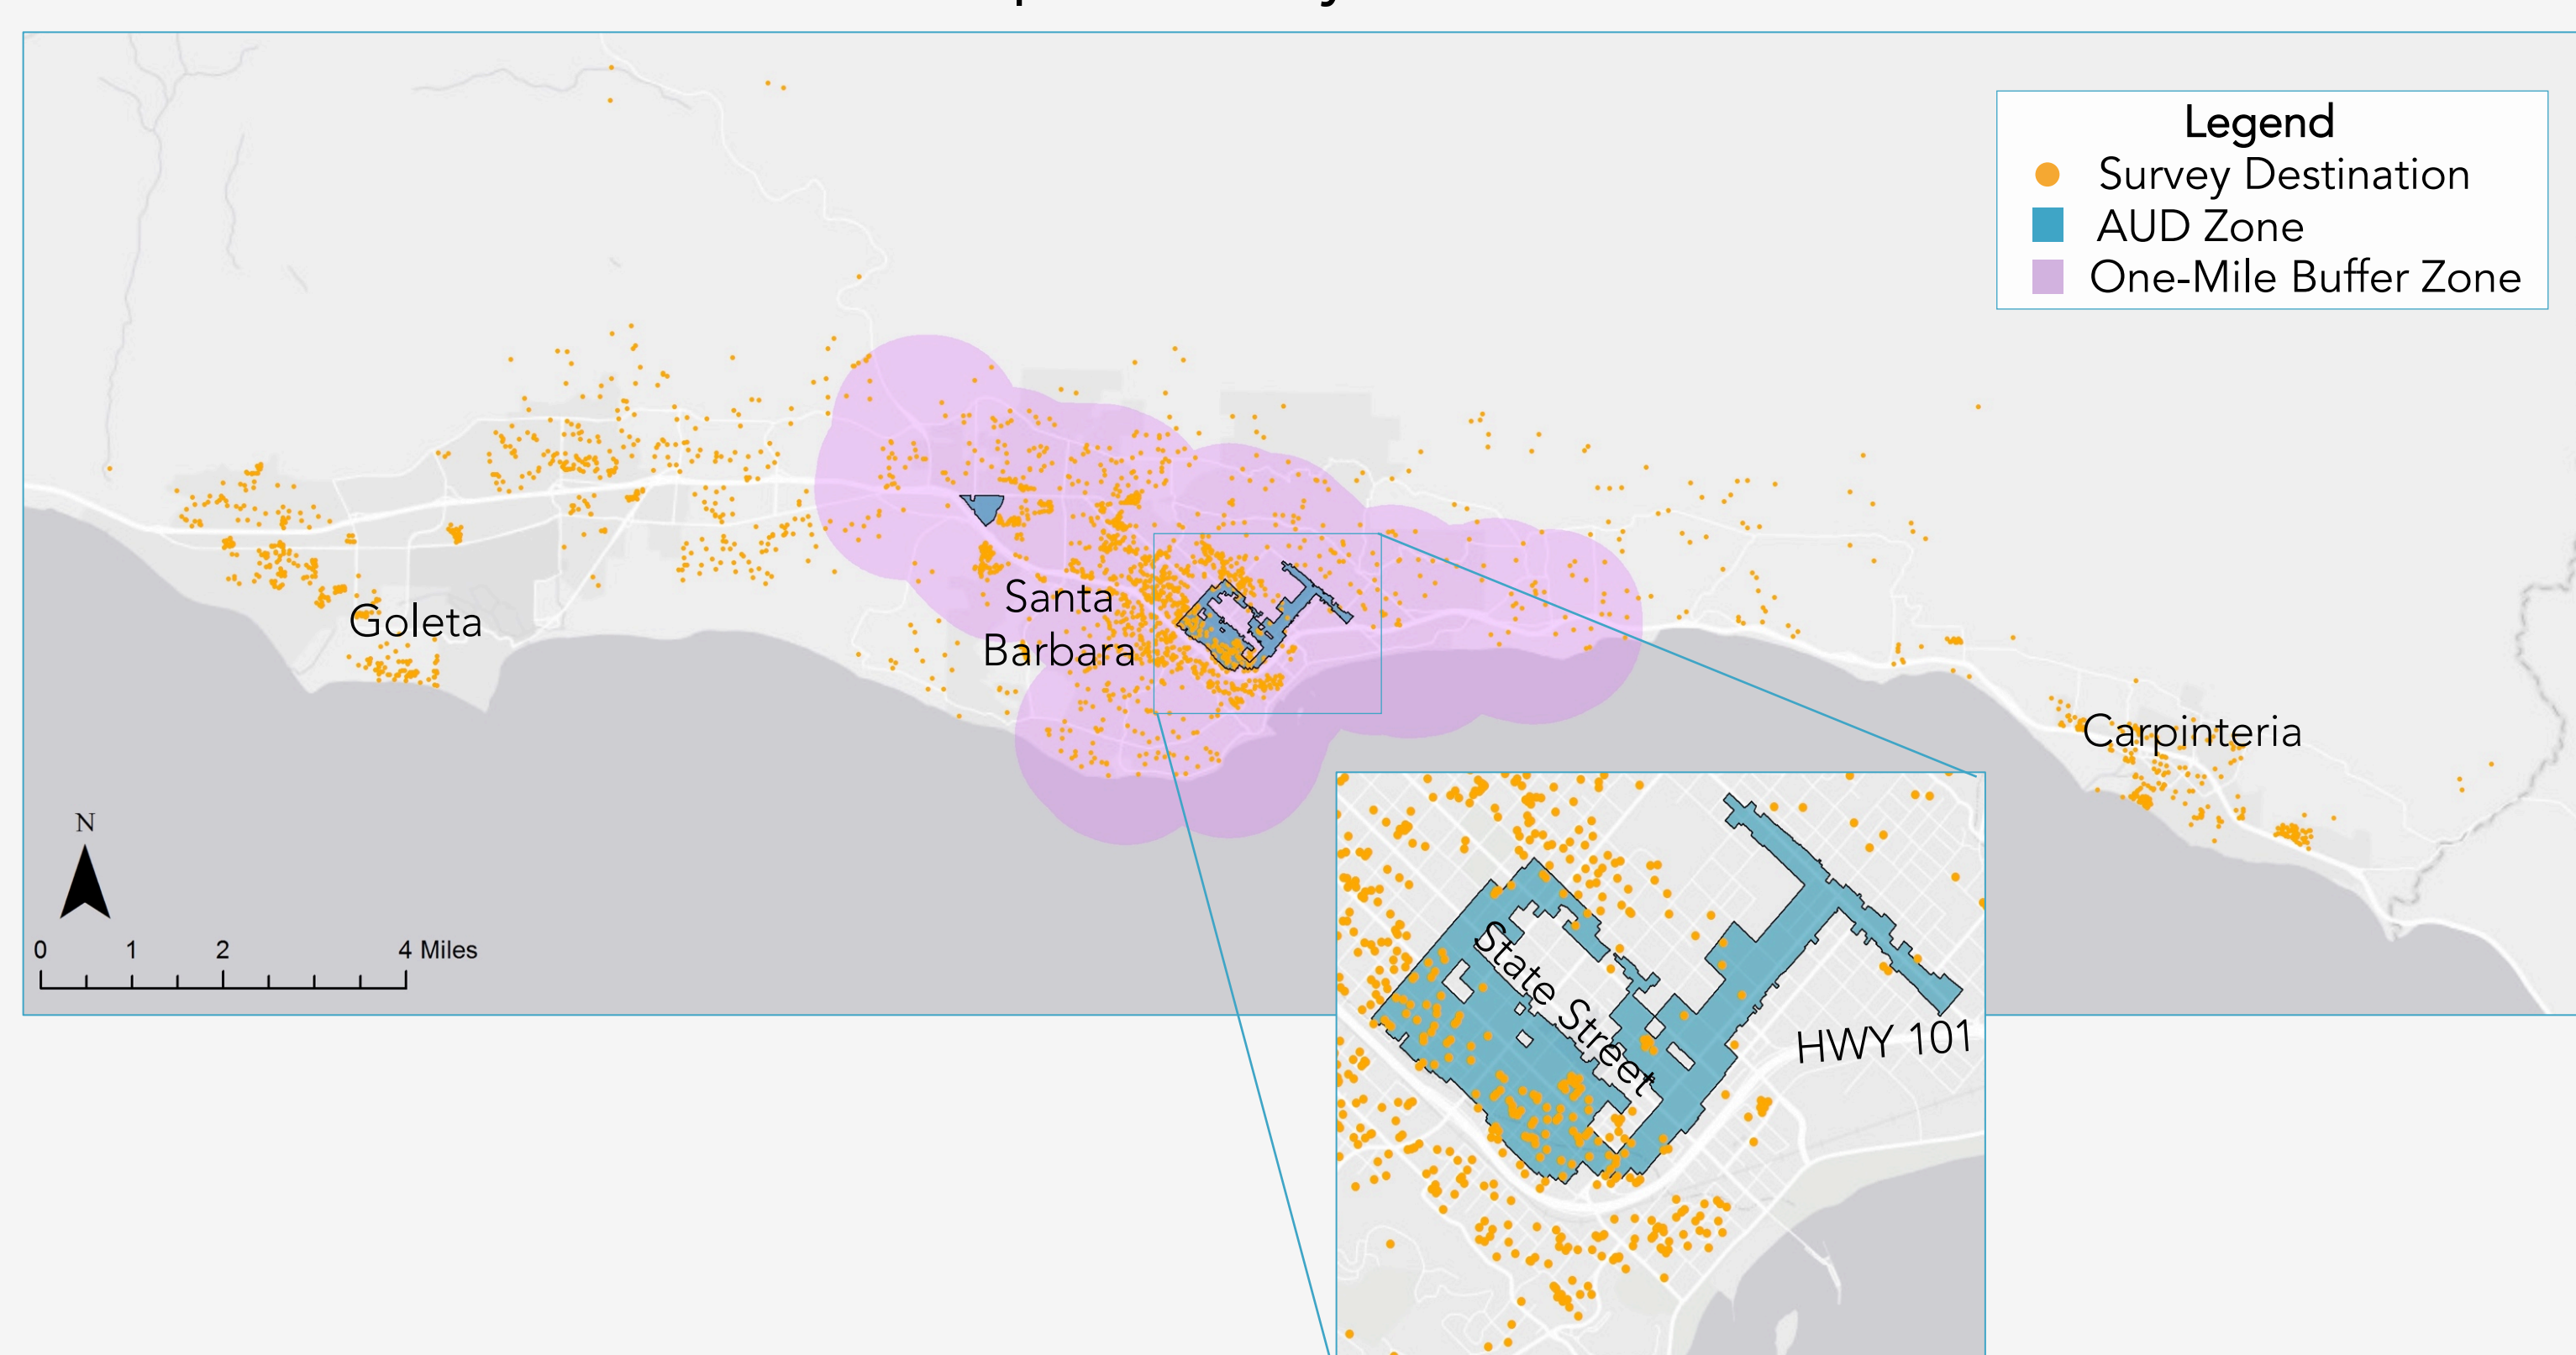 Legend
Survey Destination
AUD Zone
One-Mile Buffer Zone
Santa
Barbara
Goleta
Carpinteria
N
0 1 2 4 Miles
State Street
HWY 101